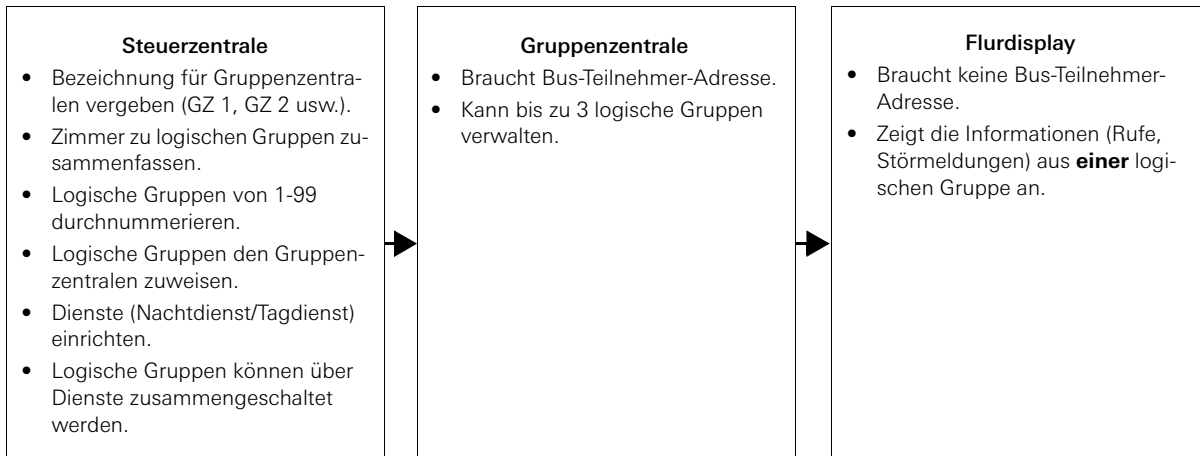 Steuerzentrale
• Bezeichnung für Gruppenzentra-
len vergeben (GZ 1, GZ 2 usw.).
• Zimmer zu logischen Gruppen zu-
sammenfassen.
• Logische Gruppen von 1-99
durchnummerieren.
• Logische Gruppen den Gruppen-
zentralen zuweisen.
• Dienste (Nachtdienst/Tagdienst)
einrichten.
• Logische Gruppen können über
Dienste zusammengeschaltet
werden.
Gruppenzentrale
• Braucht Bus-Teilnehmer-Adresse.
• Kann bis zu 3 logische Gruppen
verwalten.
Flurdisplay
• Braucht keine Bus-Teilnehmer-
Adresse.
• Zeigt die Informationen (Rufe,
Störmeldungen) aus einer logi-
schen Gruppe an.